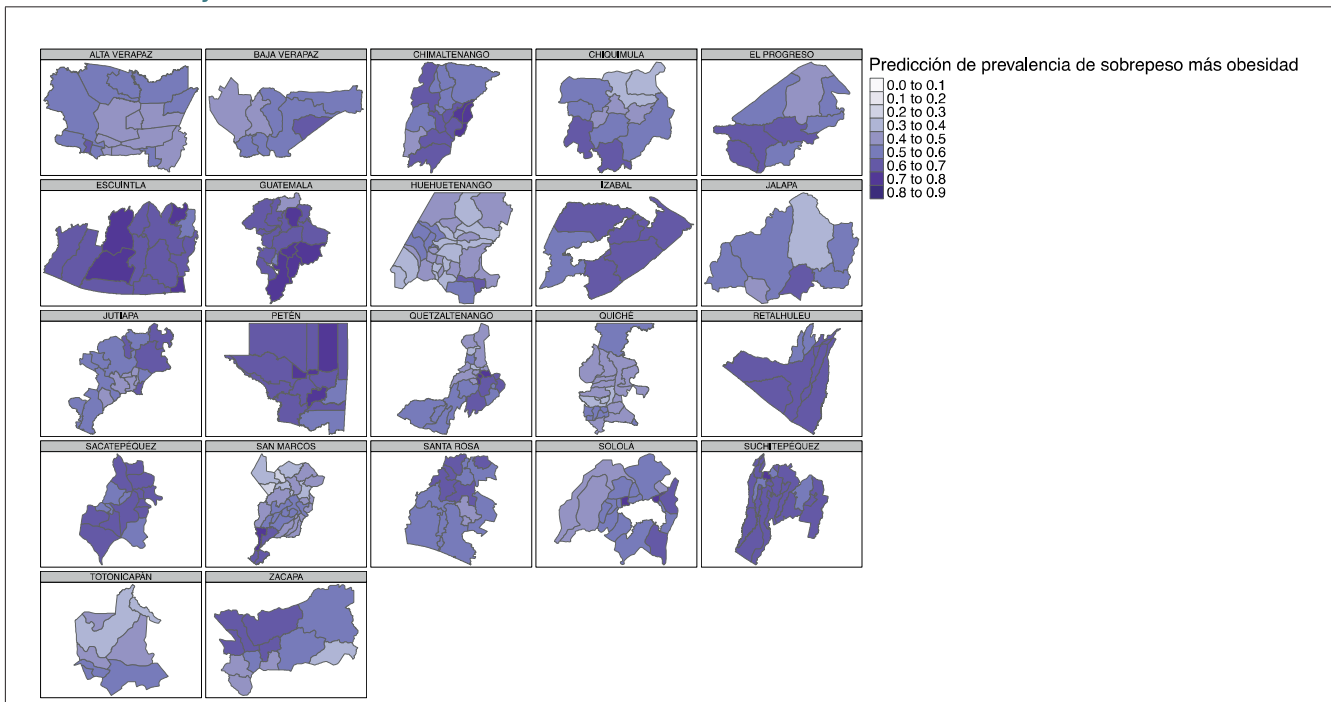 ALTA VERAPAZ
BAJA VERAPAZ
CHIMALTENANGO
CHIQUIMULA
EL PROGRESO
Predicción de prevalencia de sobrepeso más obesidad
0.0 to 0.1
0.1 to 0.2
0.2 to 0.3
0.3 to 0.4
0.4 to 0.5
0.5 to 0.6
0.6 to 0.7
0.7 to 0.8
0.8 to 0.9
ESCUÍNTLA
GUATEMALA
HUEHUETENANGO
ÍZABAL
JALAPA
JUTIAPA
PETÉN
QUETZALTENANGO
QUICHÉ
RETALHULEU
SACATEPÉQUEZ
SAN MARCOS
SANTA ROSA
SOLOLÁ
SUCHITEPÉQUEZ
TOTONICAPÁN
ZACAPA